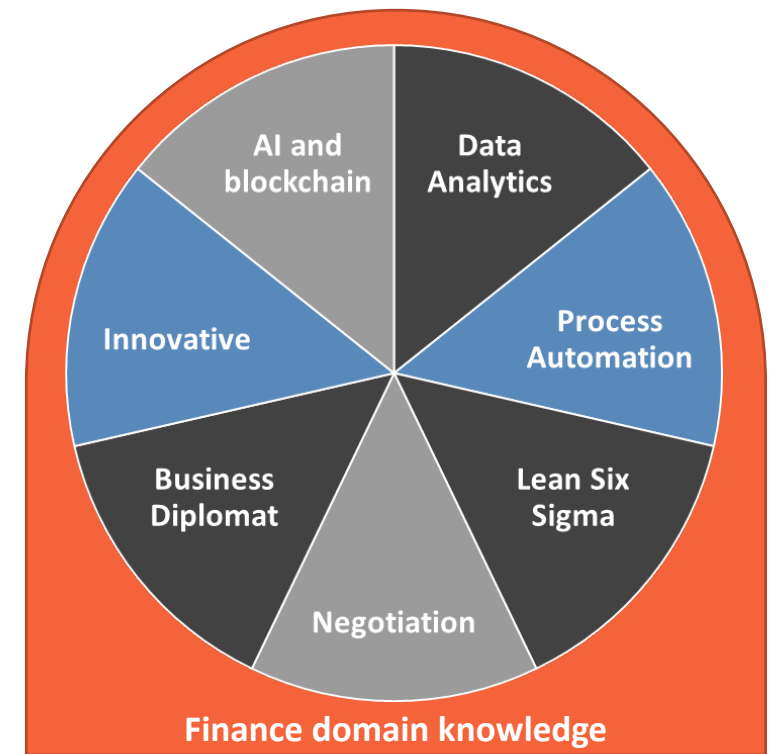 AI and
blockchain
Data
Analytics
Innovative
Process
Automation
Business
Diplomat
Lean Six
Sigma
Negotiation
Finance domain knowledge